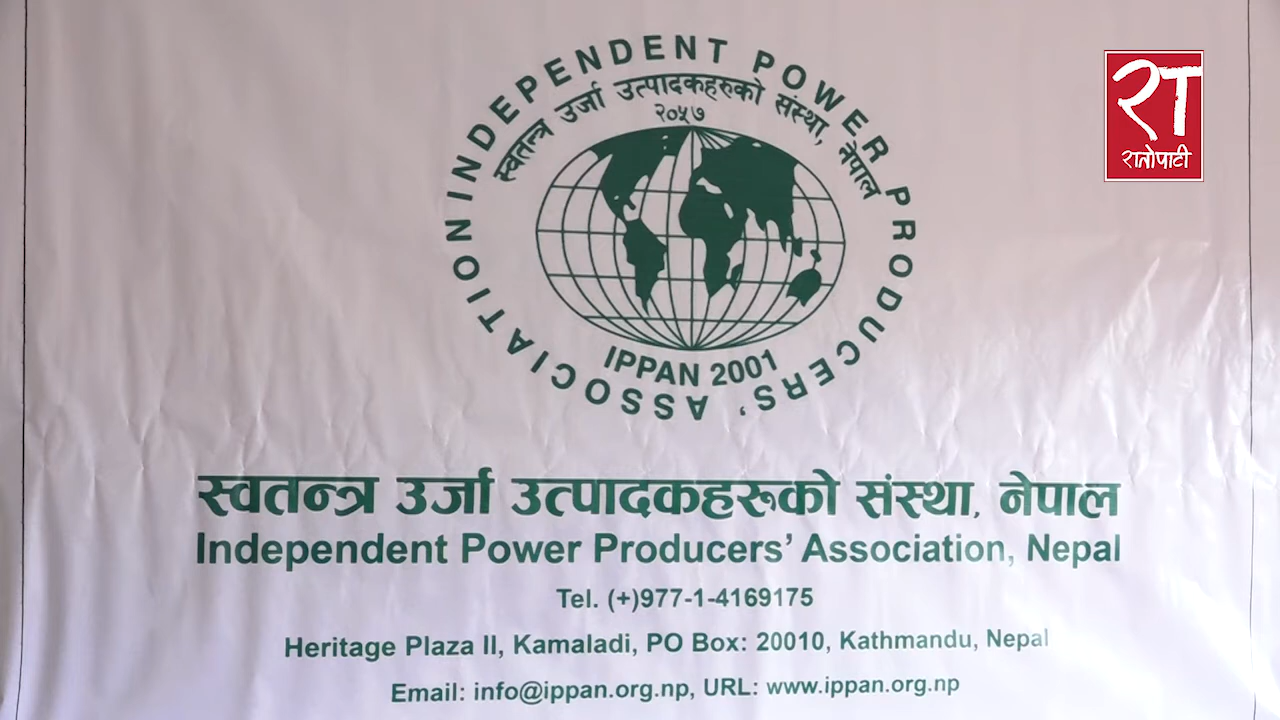 INDEPENDENT POWER PRODUCERS' ASSOCIATION
स्वतन्त्र उर्जा उत्पादकहरुको संस्था, नेपाल
२०५७
IPPAN 2001
रा
रातोपाटी
स्वतन्त्र उर्जा उत्पादकहरुको संस्था, नेपाल
Independent Power Producers' Association, Nepal
Tel. (+)977-1-4169175
Heritage Plaza II, Kamaladi, PO Box: 20010, Kathmandu, Nepal
Email: info@ippan.org.np, URL: www.ippan.org.np